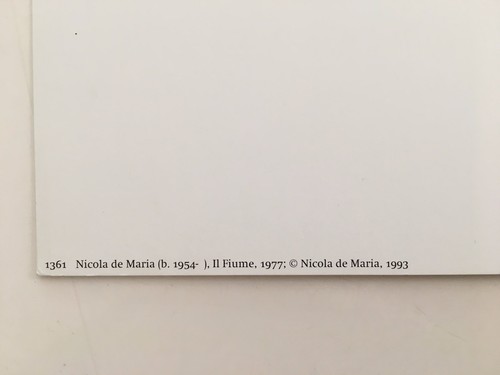 1361 Nicola de Maria (b. 1954- ), Il Fiume, 1977; © Nicola de Maria, 1993